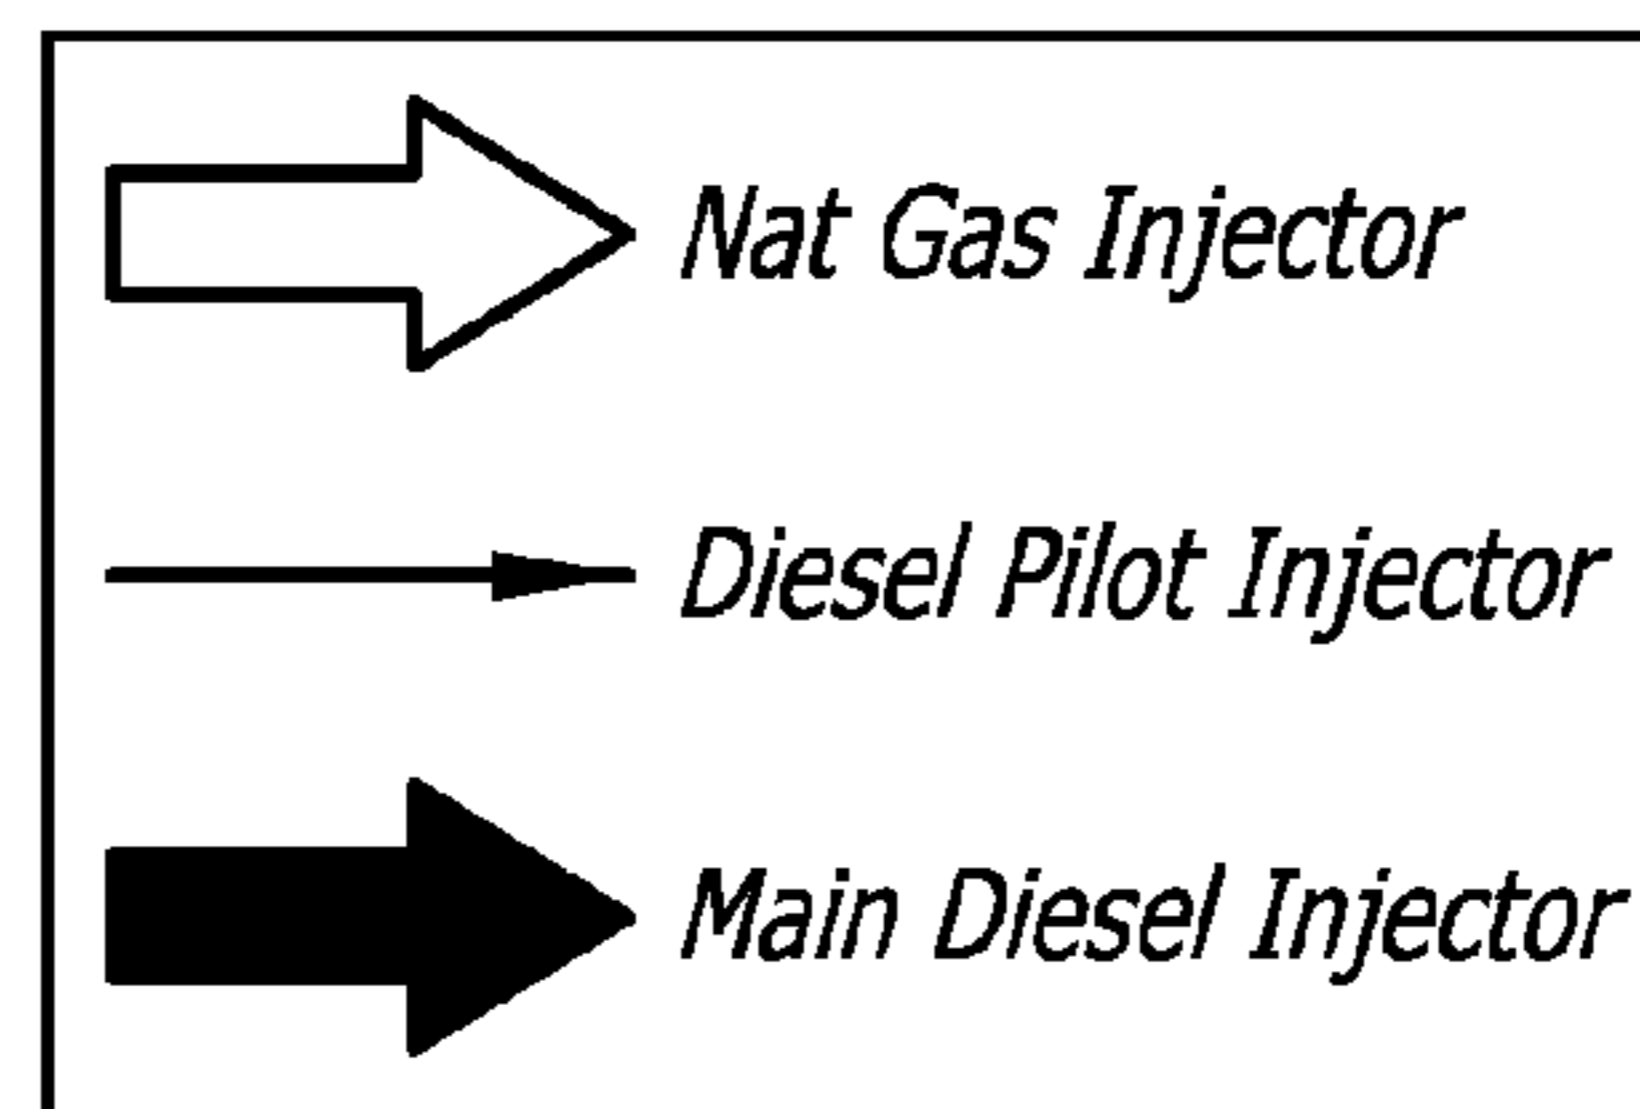 Nat Gas Injector
Diesel Pilot Injector
Main Diesel Injector